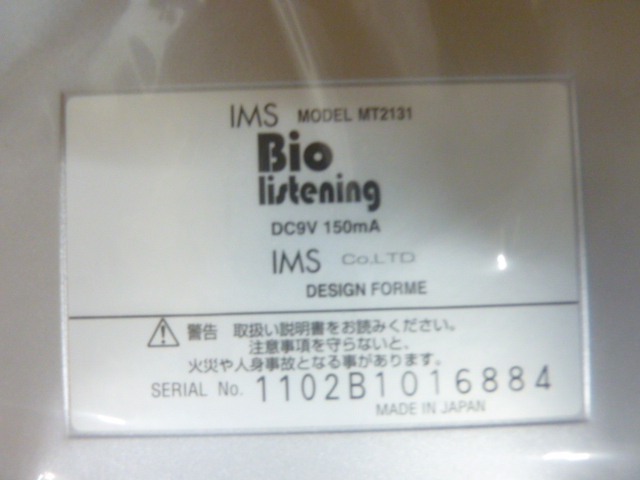 IMS MODEL MT2131
Bio
listening
DC9V 150mA
IMS Co.LTD
DESIGN FORME
警告 取扱い説明書をお読みください。
注意事項を守らないと、
火災や人身事故となる事があります。
SERIAL No. 1102B1016884
MADE IN JAPAN